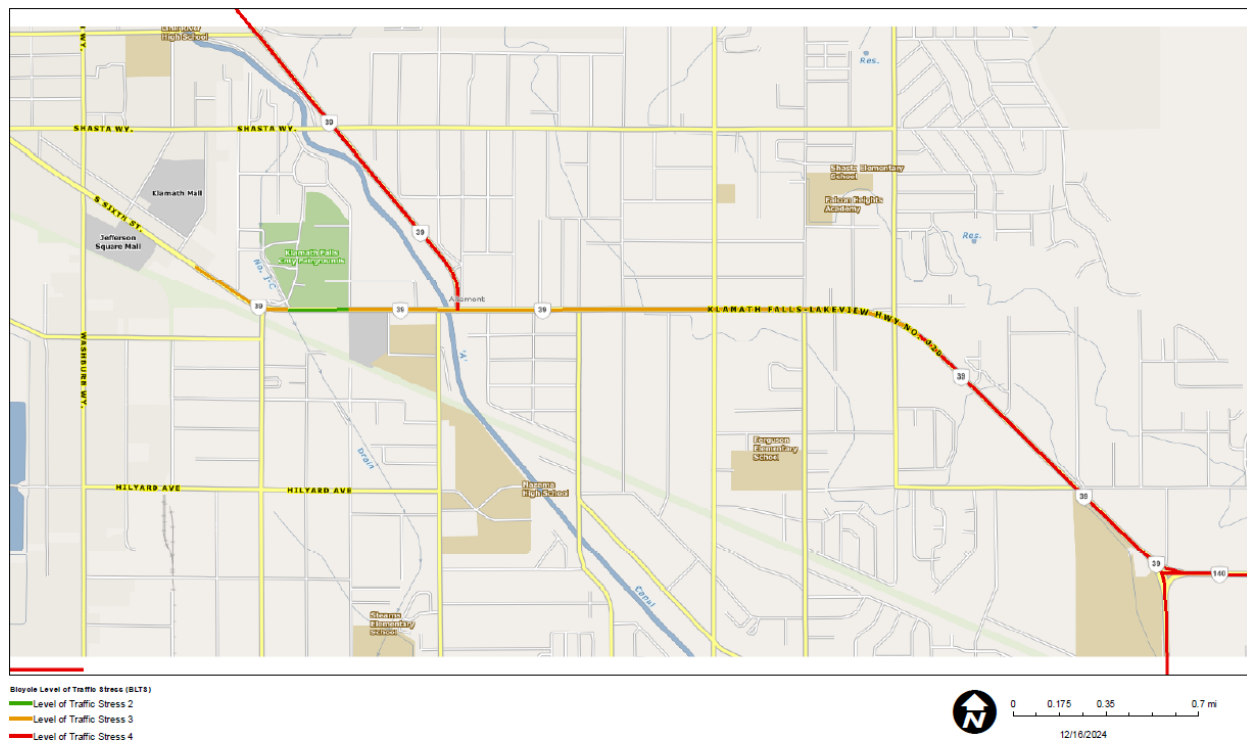 High School
Res.
SHASTA WY.
SHASTA WY.
39
Klamath Mall
S SIXTH ST.
Shasta Elementary
School
Falcon Heights
Academy
Jefferson
Square Mall
39
Res.
Klamath Falls
No. 1-C
Altamont
39
39
39
KLAMATH FALLS-LAKEVIEW HWY NO.
WASHBURN WY.
'A'
39
Ferguson
Elementary
School
Drain
HILYARD AVE
HILYARD AVE
Mazama
High School
39
39
140
Canal
Stearns
Elementary
School
Bicycle Level of Traffic Stress (BLTS)
Level of Traffic Stress 2
Level of Traffic Stress 3
Level of Traffic Stress 4
N
0 0.175 0.35 0.7 mi
12/16/2024